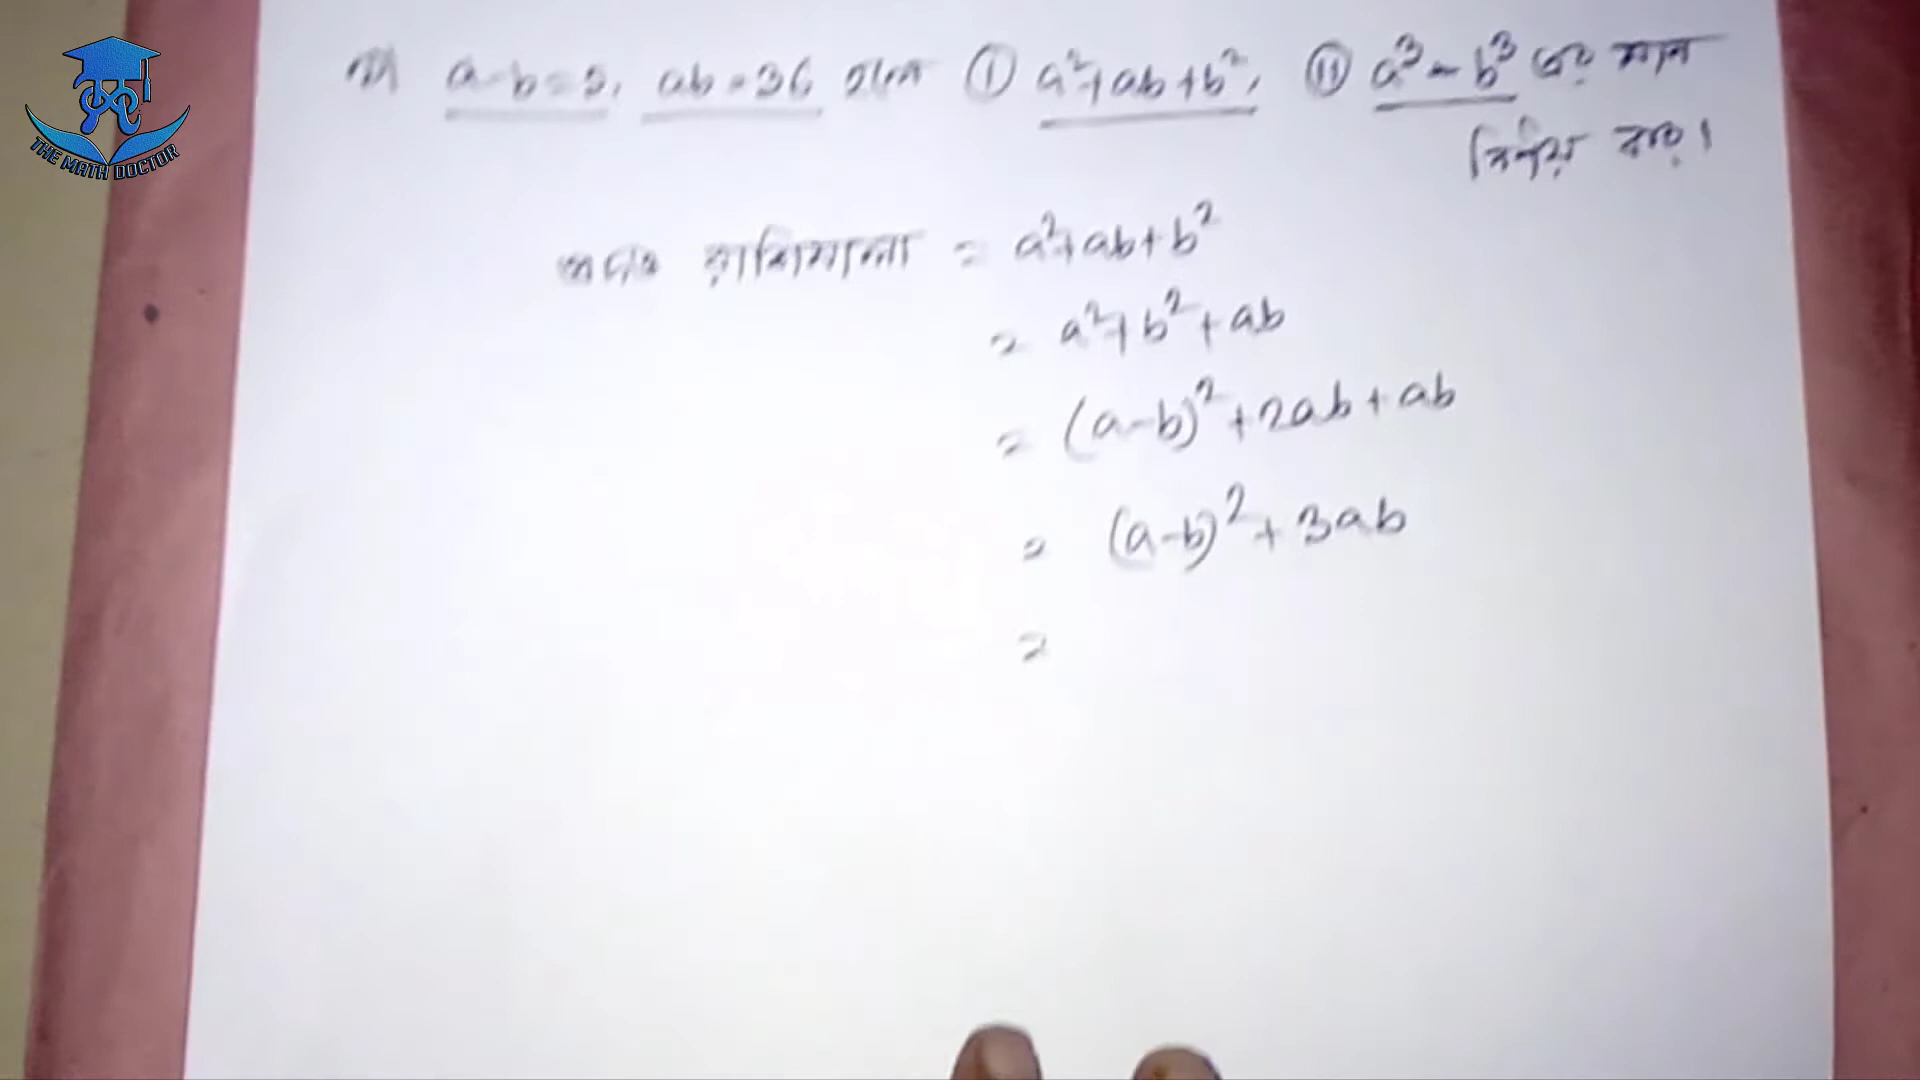 THE MATH DOCTOR
a-b=5, ab=36 হলে (i) a²+ab+b², (ii) a³-b³ এর মান
নির্ণয় কর।
প্রদত্ত রাশিমালা = a²+ab+b²
= a²+b²+ab
= (a-b)²+2ab+ab
= (a-b)²+3ab
=